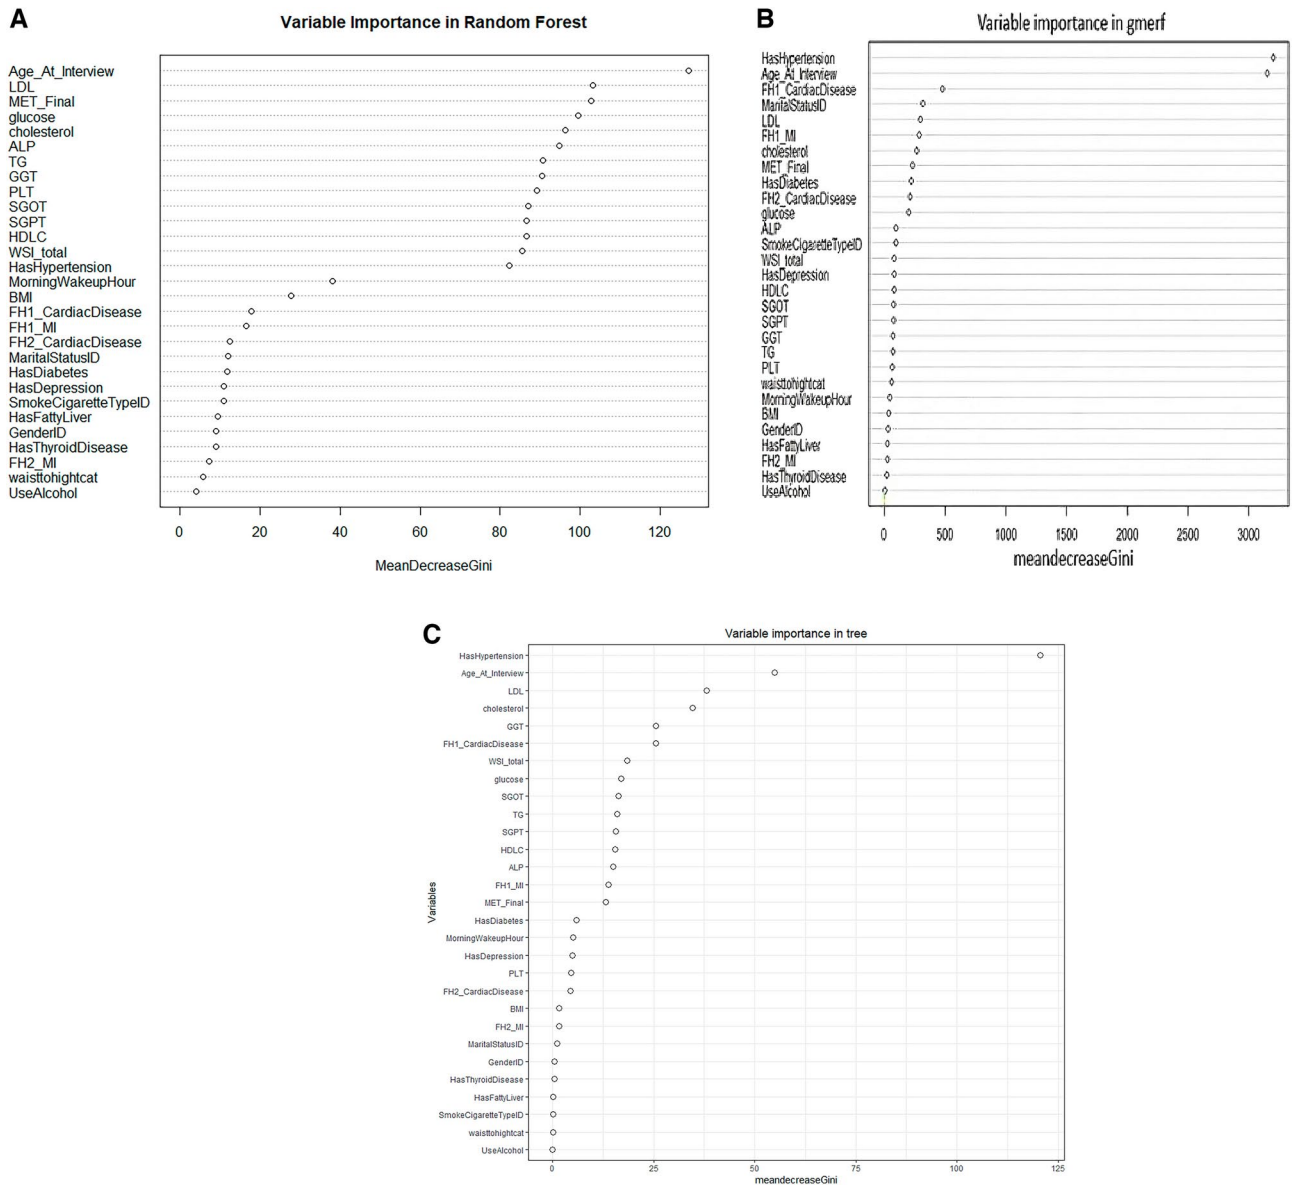 A
Variable Importance in Random Forest
Age_At_Interview
LDL
MET_Final
glucose
cholesterol
ALP
TG
GGT
PLT
SGOT
SGPT
HDLC
WSI_total
HasHypertension
MorningWakeupHour
BMI
FH1_CardiacDisease
FH1_MI
FH2_CardiacDisease
MaritalStatusID
HasDiabetes
HasDepression
SmokeCigaretteTypeID
HasFattyLiver
GenderID
HasThyroidDisease
FH2_MI
waisttohightcat
UseAlcohol
0 20 40 60 80 100 120
MeanDecreaseGini
B
Variable importance in gmerf
HasHypertension
Age_At_Interview
FH1_CardiacDisease
MaritalStatusID
LDL
FH1_MI
cholesterol
MET_Final
HasDiabetes
FH2_CardiacDisease
glucose
ALP
SmokeCigaretteTypeID
WSI_total
HasDepression
HDLC
SGOT
SGPT
GGT
TG
PLT
waisttohightcat
MorningWakeupHour
BMI
GenderID
HasFattyLiver
FH2_MI
HasThyroidDisease
UseAlcohol
0 500 1000 1500 2000 2500 3000
meandecreaseGini
C
Variable importance in tree
Variables
HasHypertension
Age_At_Interview
LDL
cholesterol
GGT
FH1_CardiacDisease
WSI_total
glucose
SGOT
TG
SGPT
HDLC
ALP
FH1_MI
MET_Final
HasDiabetes
MorningWakeupHour
HasDepression
PLT
FH2_CardiacDisease
BMI
FH2_MI
MaritalStatusID
GenderID
HasThyroidDisease
HasFattyLiver
SmokeCigaretteTypeID
waisttohightcat
UseAlcohol
0 25 50 75 100 125
meandecreaseGini